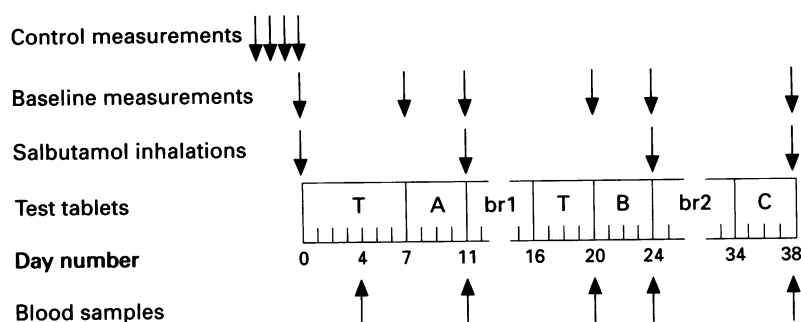 Control measurements
Baseline measurements
Salbutamol inhalations
Test tablets T A br1 T B br2 C
Day number 0 4 7 11 16 20 24 34 38
Blood samples